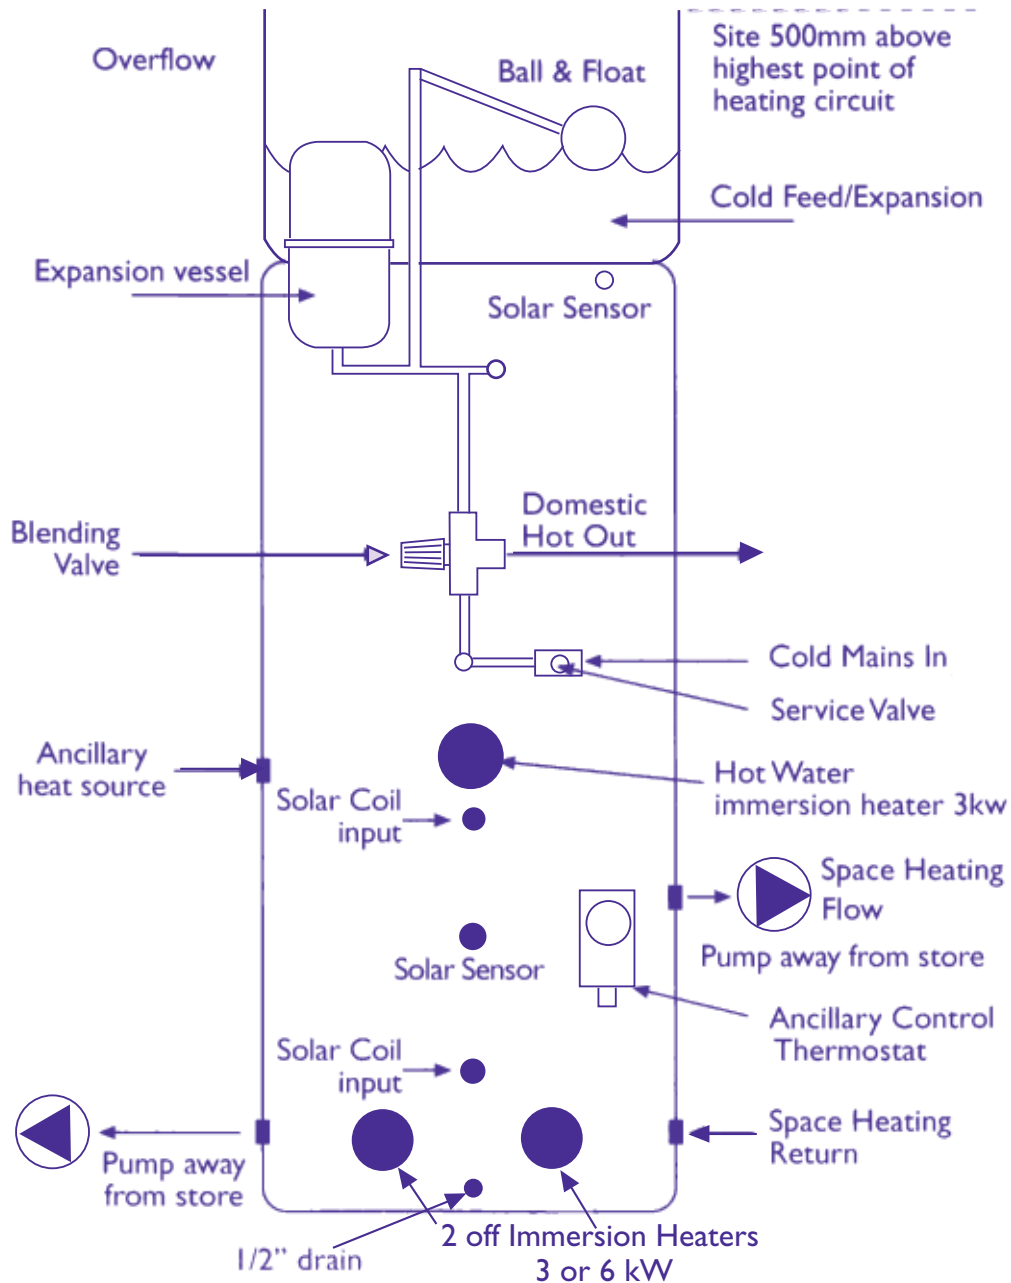 Overflow
Ball & Float
Site 500mm above
highest point of
heating circuit
Cold Feed/Expansion
Expansion vessel
Solar Sensor
Domestic
Hot Out
Blending
Valve
Cold Mains In
Service Valve
Ancillary
heat source
Hot Water
immersion heater 3kw
Solar Coil
input
Space Heating
Flow
Pump away from store
Solar Sensor
Ancillary Control
Thermostat
Solar Coil
input
Space Heating
Return
Pump away
from store
2 off Immersion Heaters
3 or 6 kW
1/2” drain